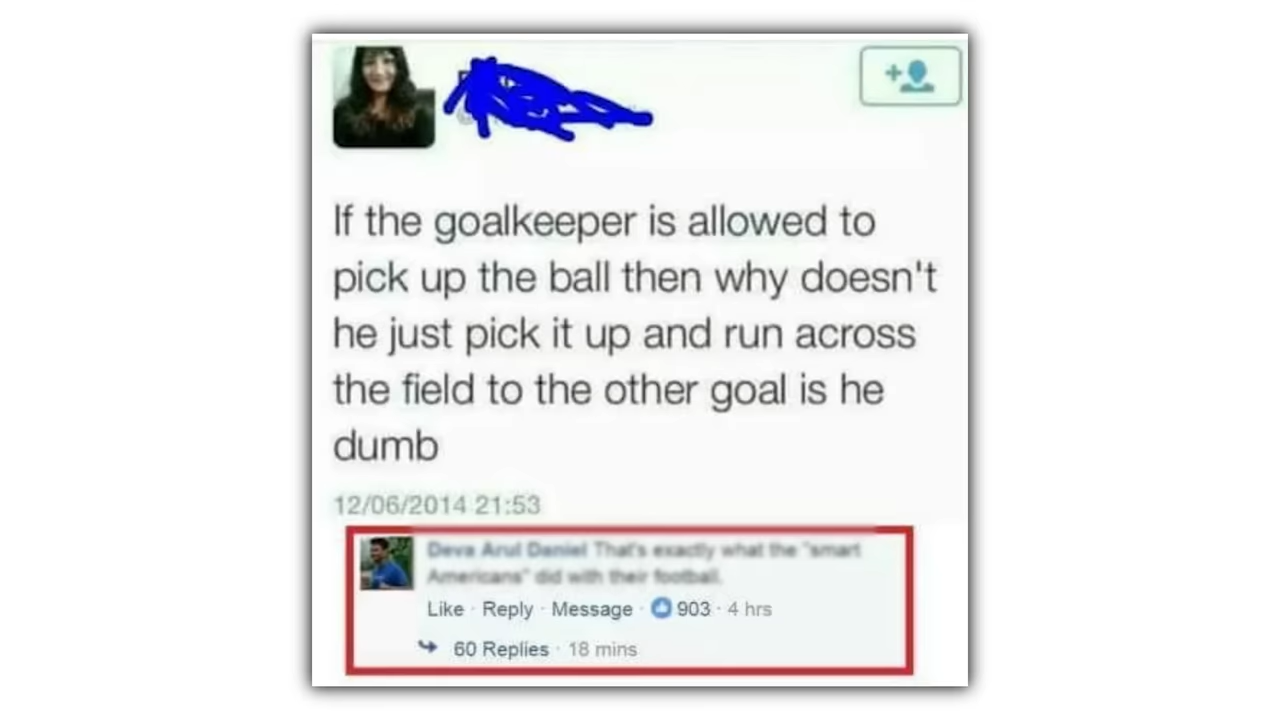 If the goalkeeper is allowed to
pick up the ball then why doesn't
he just pick it up and run across
the field to the other goal is he
dumb
12/06/2014 21:53
Deva Arul Daniel That's exactly what the "smart
Americans" did with their football.
Like · Reply · Message · 903 · 4 hrs
60 Replies · 18 mins